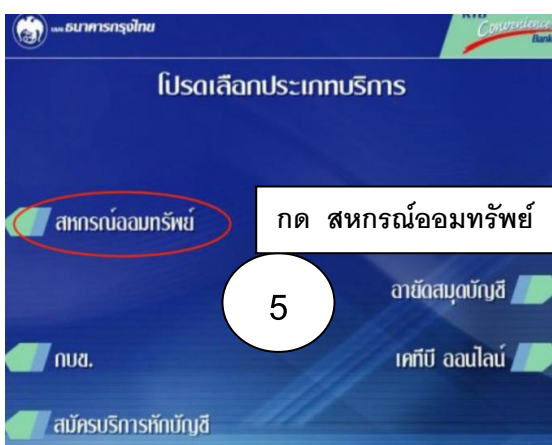 บมจ.ธนาคารกรุงไทย
KTB
Convenience
Bank
โปรดเลือกประเภทบริการ
สหกรณ์ออมทรัพย์
กด สหกรณ์ออมทรัพย์
5
อายัดสมุดบัญชี
กบข.
เคทีบี ออนไลน์
สมัครบริการหักบัญชี